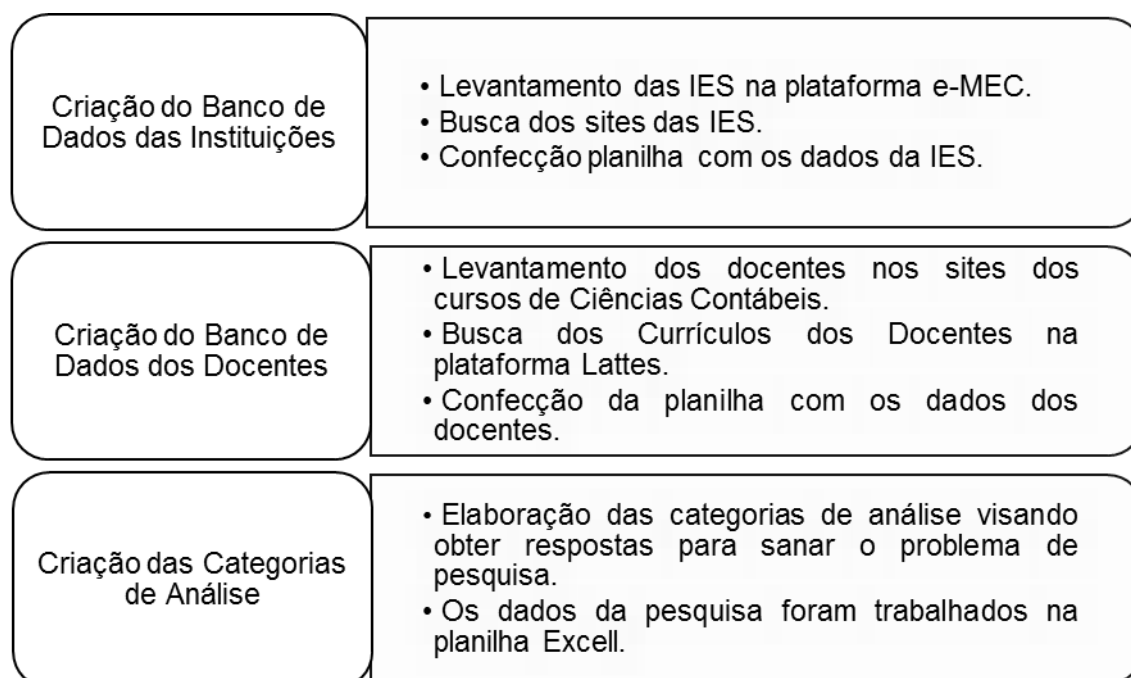 Criação do Banco de
Dados das Instituições
• Levantamento das IES na plataforma e-MEC.
• Busca dos sites das IES.
• Confecção planilha com os dados da IES.
Criação do Banco de
Dados dos Docentes
• Levantamento dos docentes nos sites dos
cursos de Ciências Contábeis.
• Busca dos Currículos dos Docentes na
plataforma Lattes.
• Confecção da planilha com os dados dos
docentes.
Criação das Categorias
de Análise
• Elaboração das categorias de análise visando
obter respostas para sanar o problema de
pesquisa.
• Os dados da pesquisa foram trabalhados na
planilha Excell.